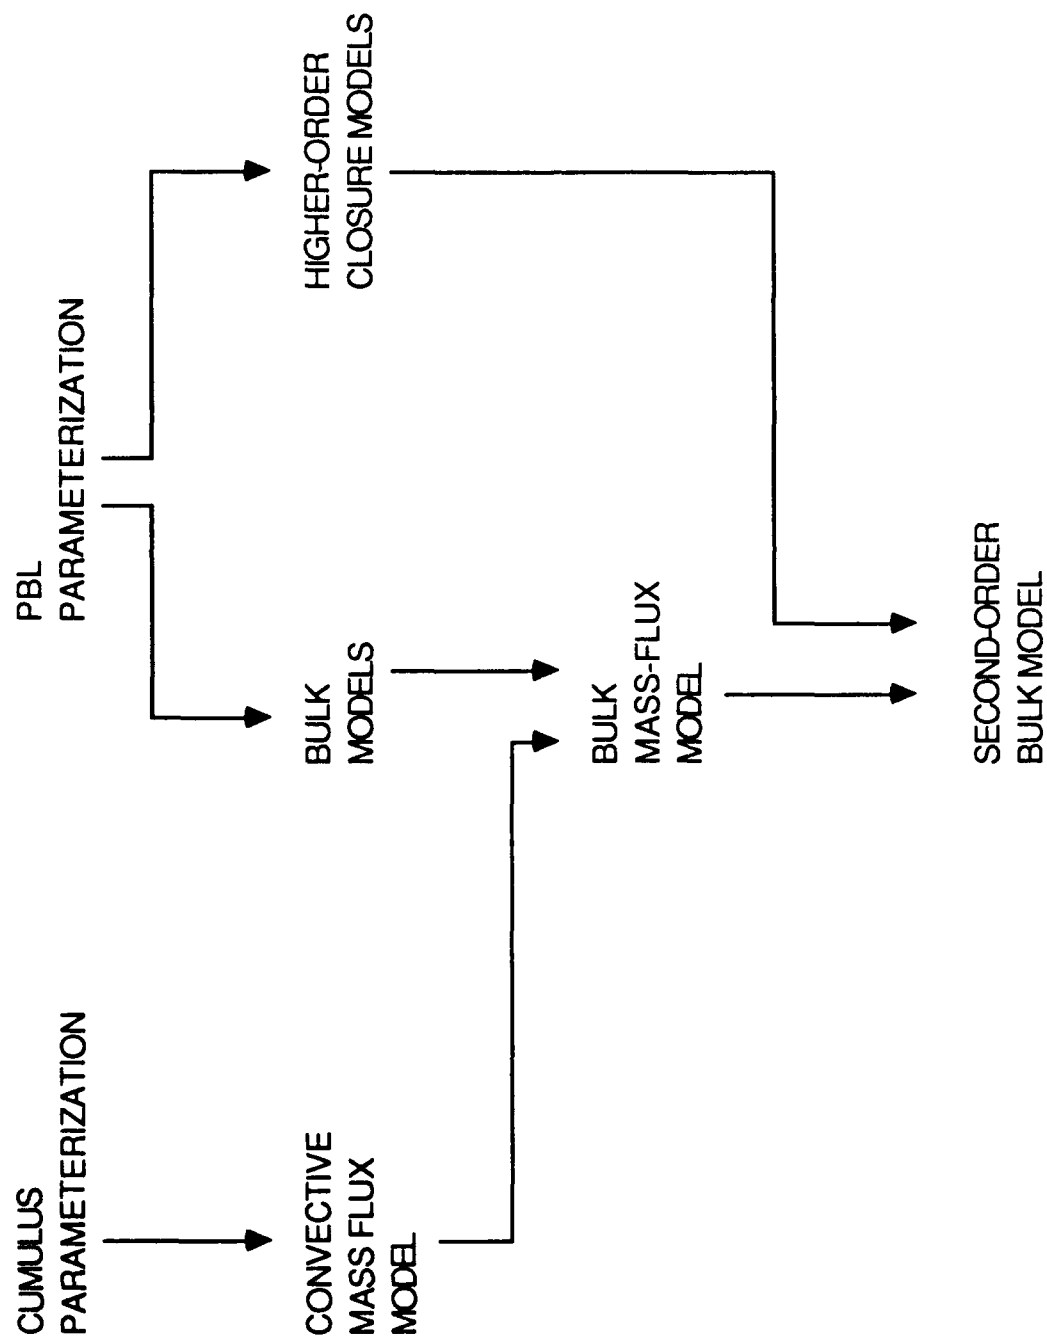 CUMULUS
PARAMETERIZATION
PBL
PARAMETERIZATION
CONVECTIVE
MASS FLUX
MODEL
BULK
MODELS
HIGHER-ORDER
CLOSURE MODELS
BULK
MASS-FLUX
MODEL
SECOND-ORDER
BULK MODEL